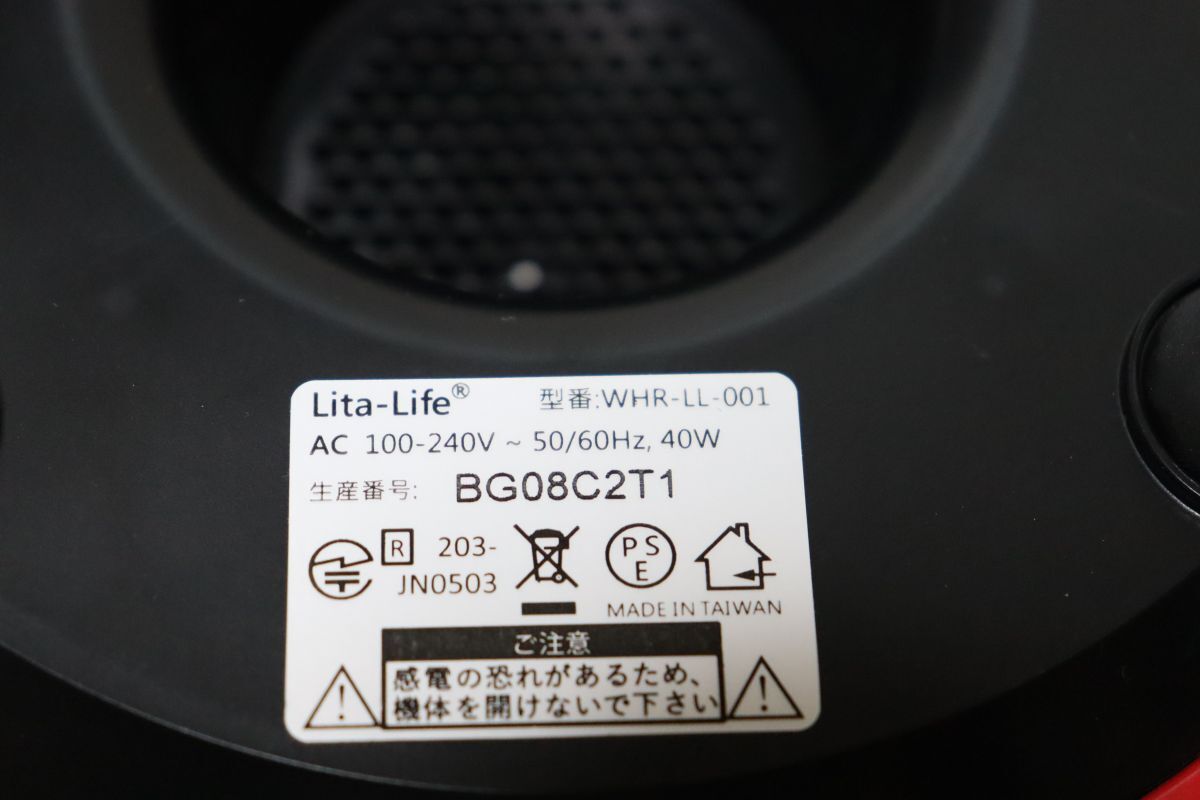 Lita-Life® 型番:WHR-LL-001
AC 100-240V ~ 50/60Hz, 40W
生産番号: BG08C2T1
R 203-
JN0503
PSE
MADE IN TAIWAN
ご注意
感電の恐れがあるため、
機体を開けないで下さい